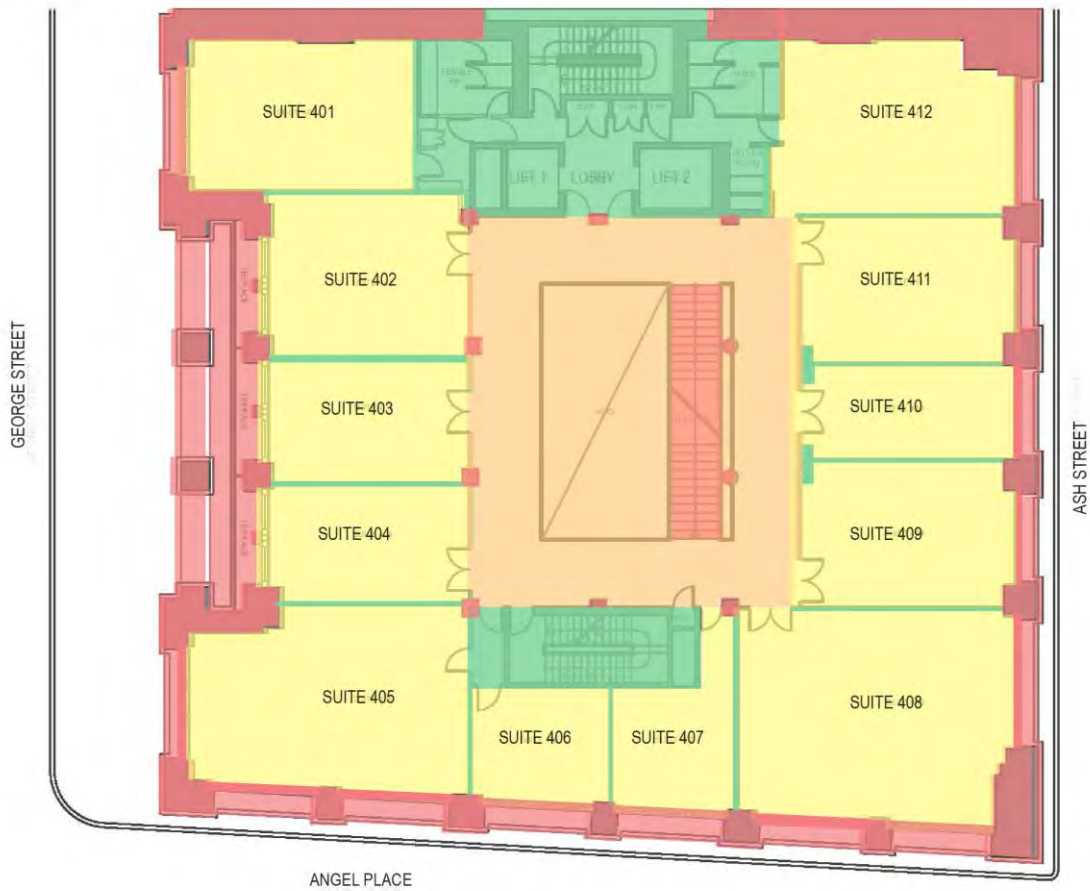 SUITE 401
SUITE 412
LIFT 1
LOBBY
LIFT 2
SUITE 402
SUITE 411
GEORGE STREET
SUITE 403
SUITE 410
ASH STREET
SUITE 404
SUITE 409
SUITE 405
SUITE 408
SUITE 406
SUITE 407
ANGEL PLACE